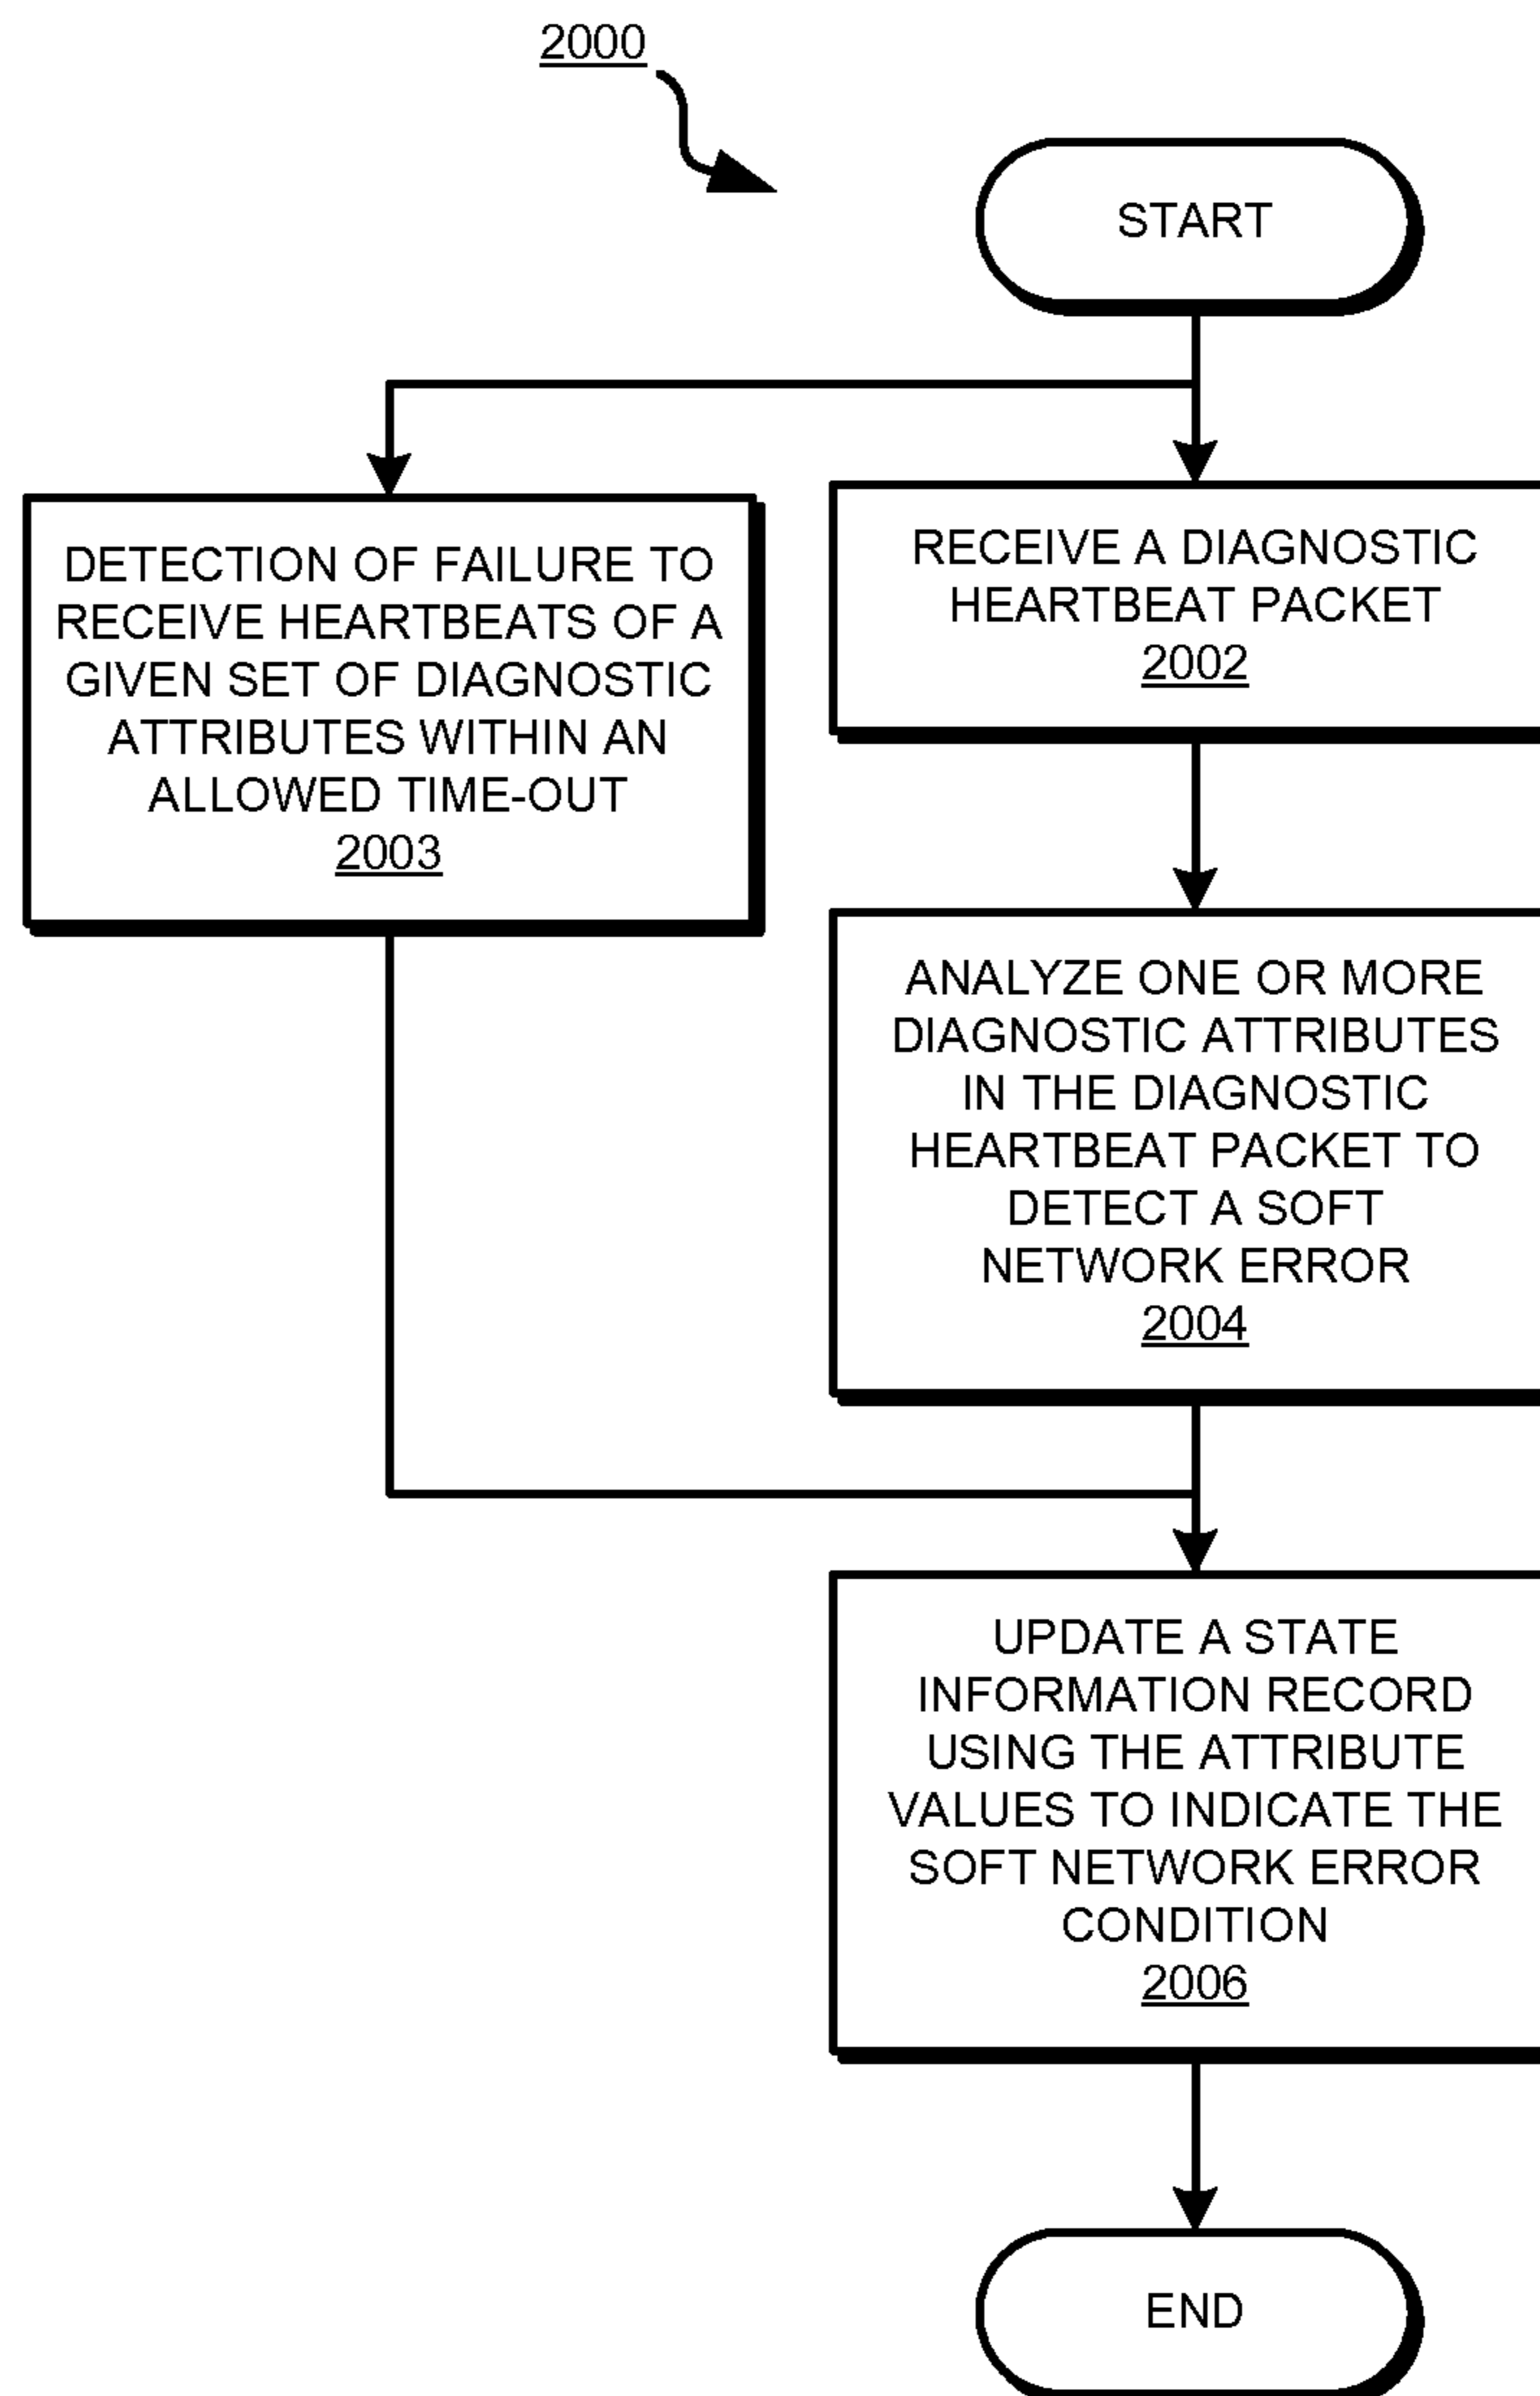 2000
START
DETECTION OF FAILURE TO
RECEIVE HEARTBEATS OF A
GIVEN SET OF DIAGNOSTIC
ATTRIBUTES WITHIN AN
ALLOWED TIME-OUT
2003
RECEIVE A DIAGNOSTIC
HEARTBEAT PACKET
2002
ANALYZE ONE OR MORE
DIAGNOSTIC ATTRIBUTES
IN THE DIAGNOSTIC
HEARTBEAT PACKET TO
DETECT A SOFT
NETWORK ERROR
2004
UPDATE A STATE
INFORMATION RECORD
USING THE ATTRIBUTE
VALUES TO INDICATE THE
SOFT NETWORK ERROR
CONDITION
2006
END